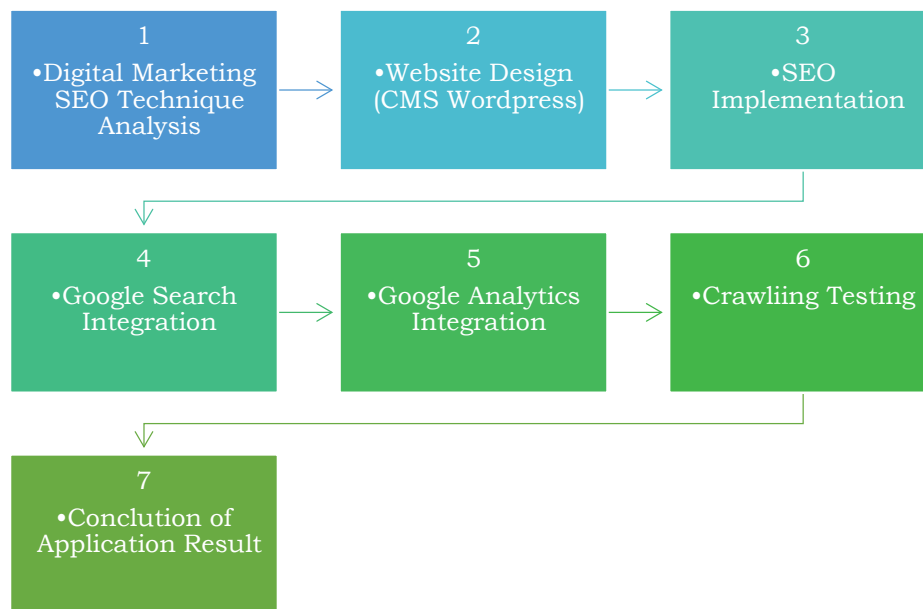 1
•Digital Marketing
SEO Technique
Analysis
2
•Website Design
(CMS Wordpress)
3
•SEO
Implementation
4
•Google Search
Integration
5
•Google Analytics
Integration
6
•Crawliing Testing
7
•Conclution of
Application Result